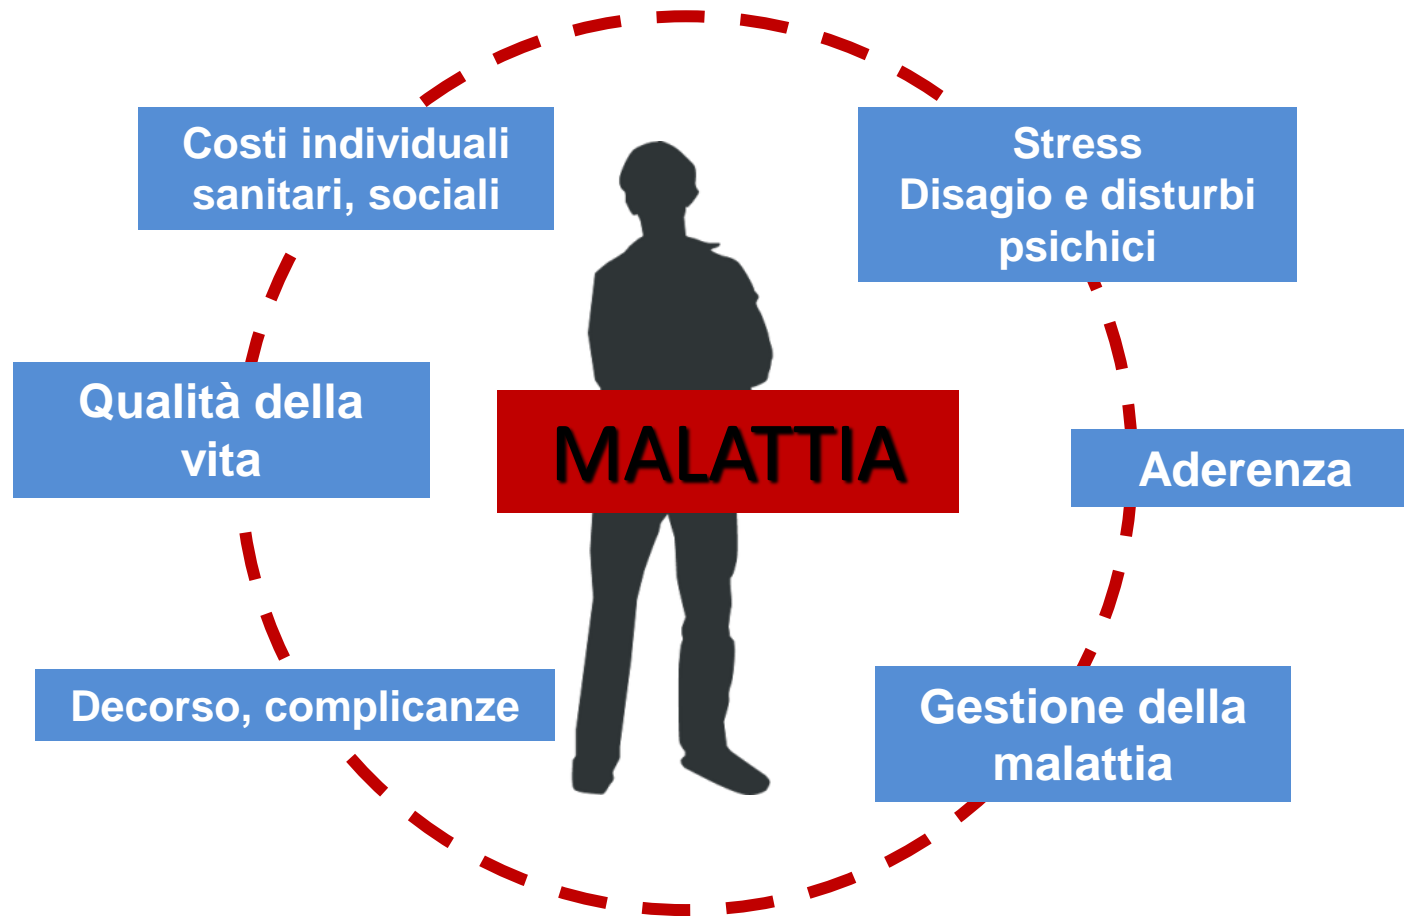 Costi individuali
sanitari, sociali
Stress
Disagio e disturbi
psichici
Qualità della
vita
MALATTIA
Aderenza
Decorso, complicanze
Gestione della
malattia